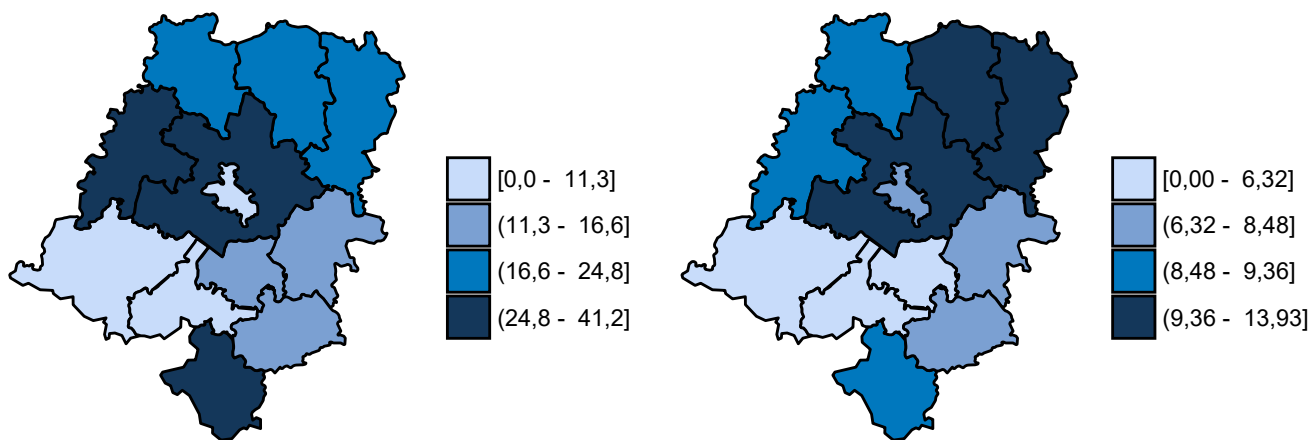 [0,0 - 11,3]
(11,3 - 16,6]
(16,6 - 24,8]
(24,8 - 41,2]
[0,00 - 6,32]
(6,32 - 8,48]
(8,48 - 9,36]
(9,36 - 13,93]